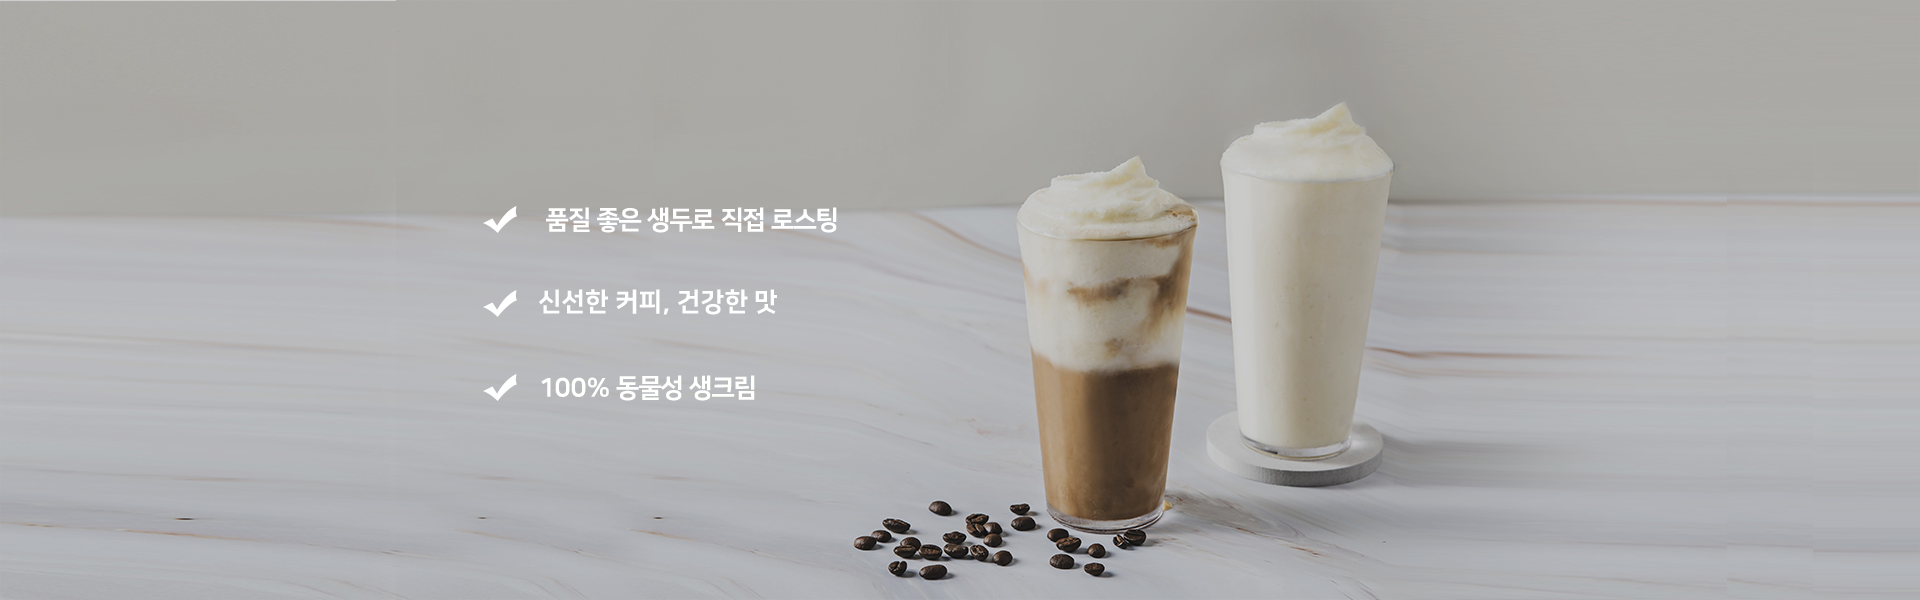 품질 좋은 생두로 직접 로스팅
신선한 커피, 건강한 맛
100% 동물성 생크림